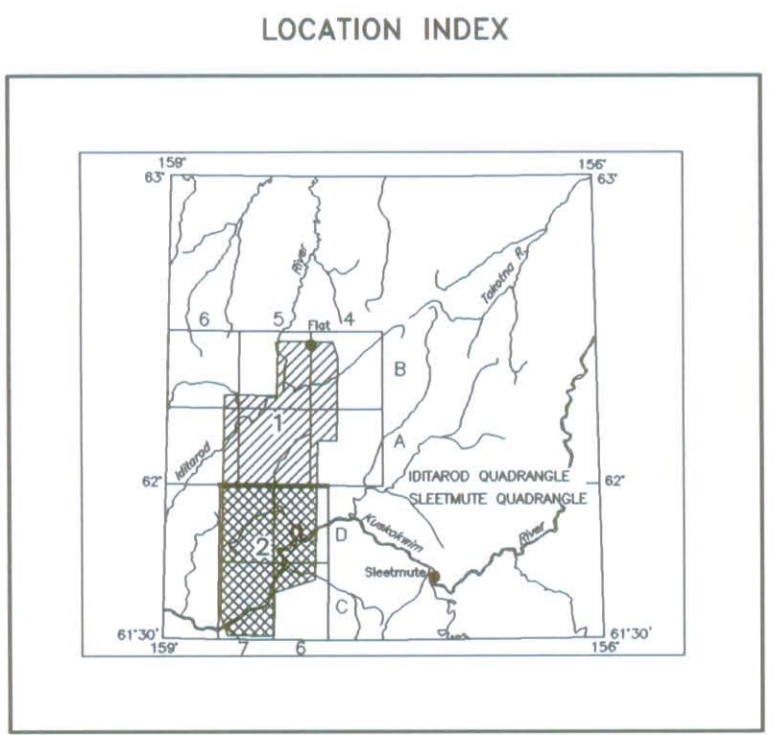 LOCATION INDEX
159° 156°
63° 63°
River
Takotna R.
6 5 4
Flat
B
1
A
Iditarod
IDITAROD QUADRANGLE
62° 62°
SLEETMUTE QUADRANGLE
Kuskokwim
River
2
D
Sleetmute
C
61°30' 61°30'
159° 7 6 156°